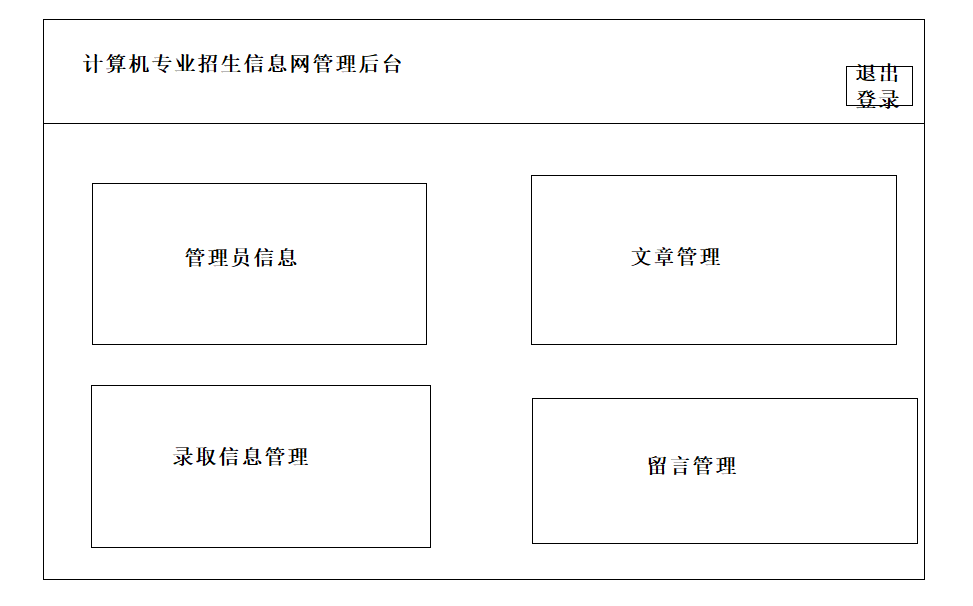 计算机专业招生信息网管理后台
退出
登录
管理员信息
文章管理
录取信息管理
留言管理